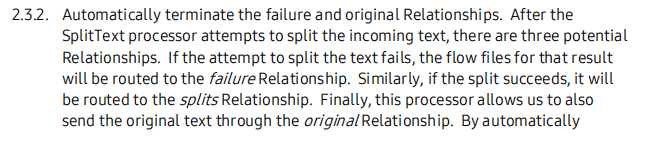 2.3.2. Automatically terminate the failure and original Relationships. After the
SplitText processor attempts to split the incoming text, there are three potential
Relationships. If the attempt to split the text fails, the flow files for that result
will be routed to the failure Relationship. Similarly, if the split succeeds, it will
be routed to the splits Relationship. Finally, this processor allows us to also
send the original text through the original Relationship. By automatically